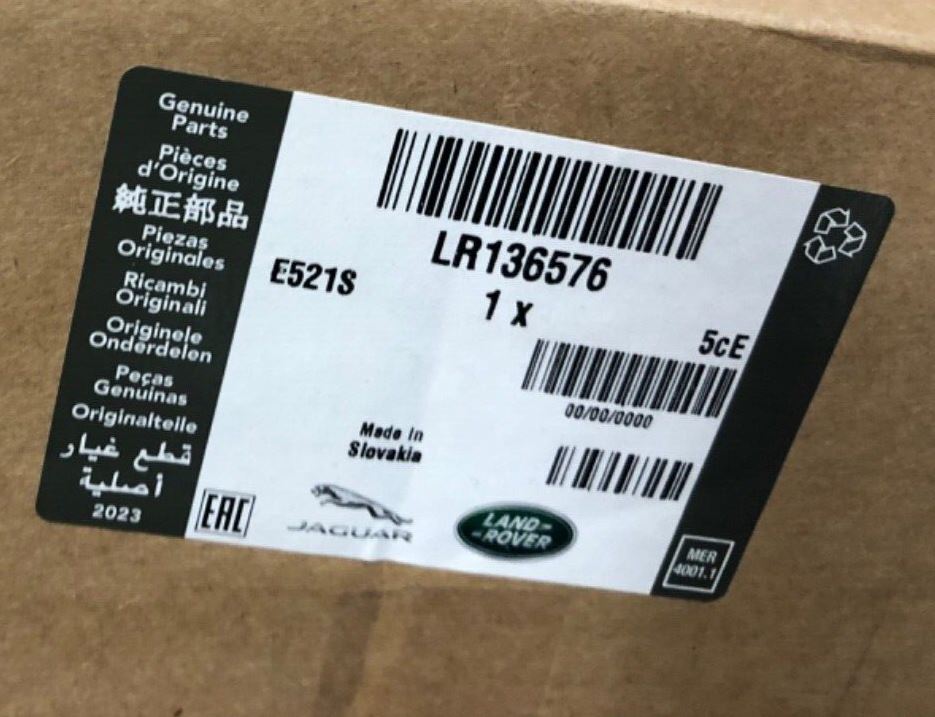 Genuine
Parts
Pièces
d'Origine
純正部品
Piezas
Originales
Ricambi
Originali
Originele
Onderdelen
Peças
Genuinas
Originalteile
قطع غيار
أصلية
2023
E521S
LR136576
1 x
5cE
00/00/0000
Made in
Slovakia
EAC
JAGUAR
LAND-
-ROVER
MER
4001.1